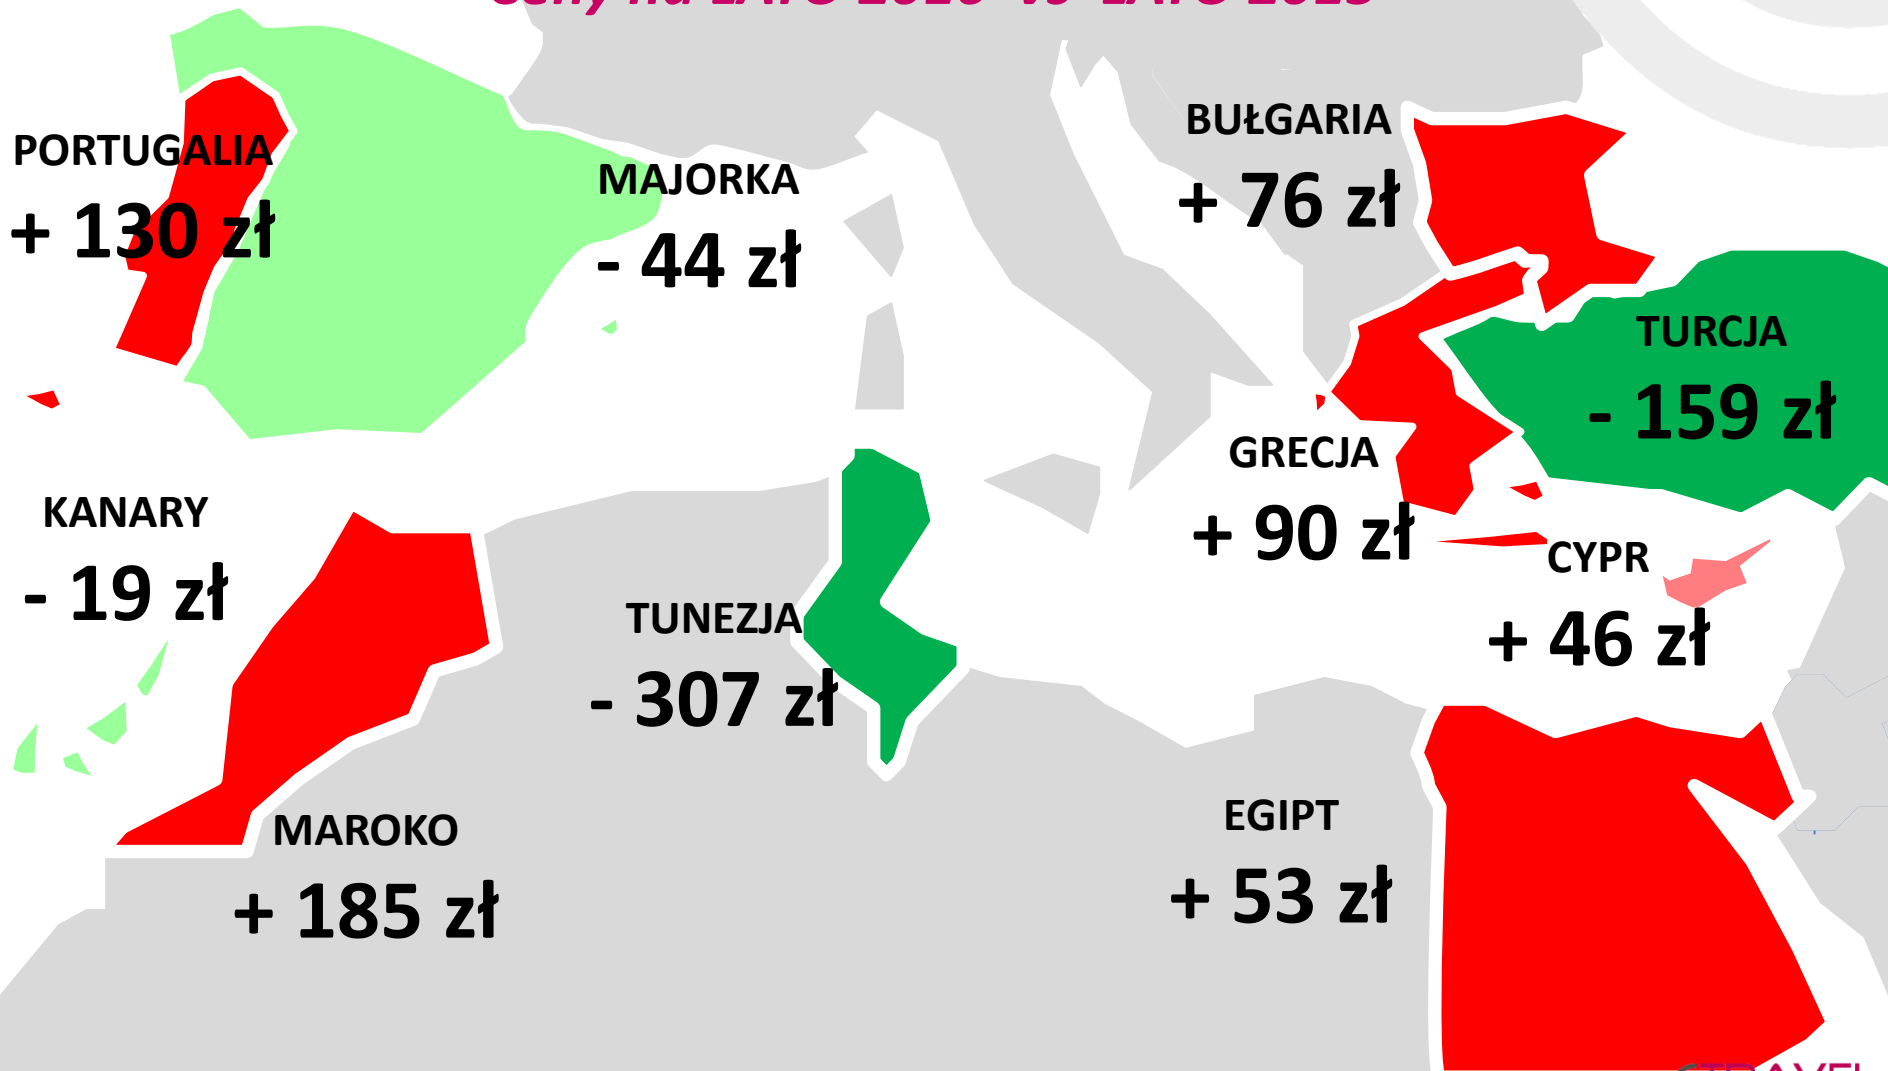 PORTUGALIA
+ 130 zł
MAJORKA
- 44 zł
BUŁGARIA
+ 76 zł
TURCJA
- 159 zł
GRECJA
+ 90 zł
KANARY
- 19 zł
CYPR
+ 46 zł
TUNEZJA
- 307 zł
MAROKO
+ 185 zł
EGIPT
+ 53 zł